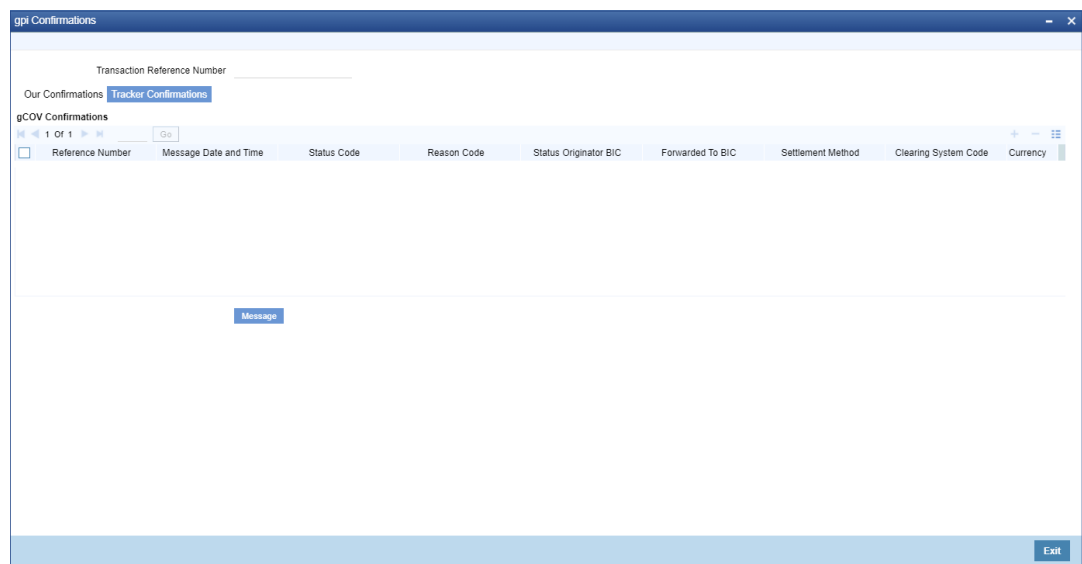 gpi Confirmations
Transaction Reference Number
Our Confirmations Tracker Confirmations
gCOV Confirmations
1 Of 1 Go
Reference Number Message Date and Time Status Code Reason Code Status Originator BIC Forwarded To BIC Settlement Method Clearing System Code Currency
Message
Exit